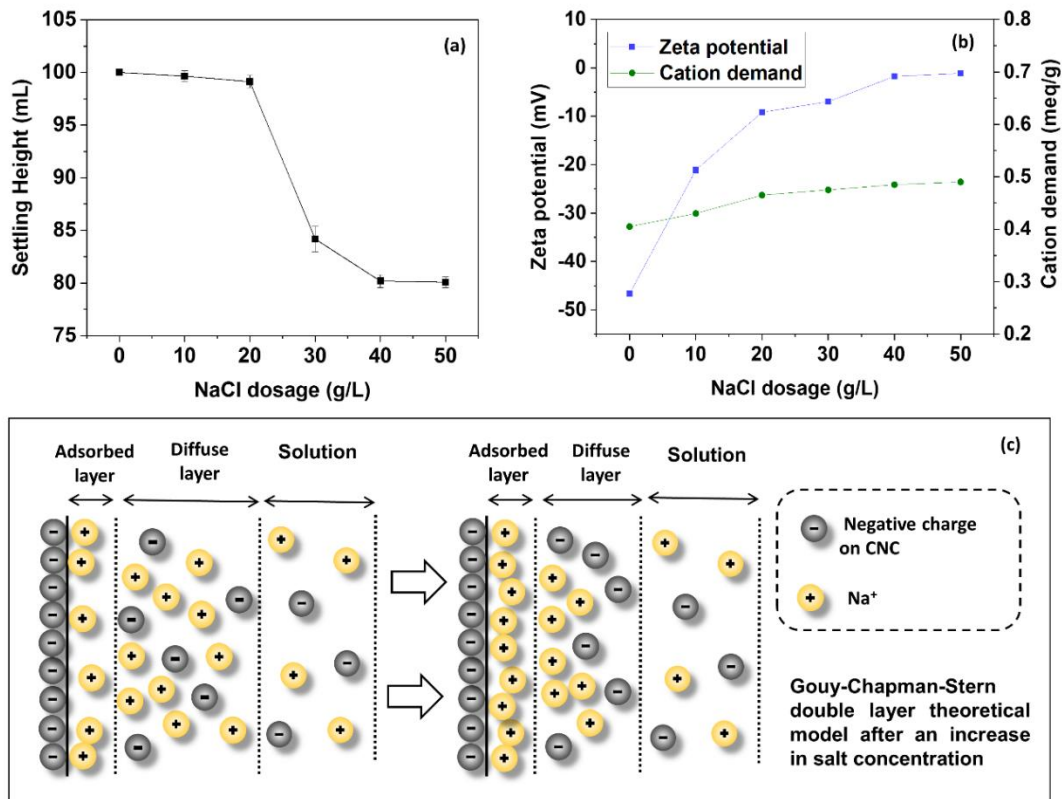 105
100
95
90
85
80
75
Settling Height (mL)
(a)
0 10 20 30 40 50
NaCl dosage (g/L)
10
0
-10
-20
-30
-40
-50
Zeta potential (mV)
Zeta potential
Cation demand
(b)
0.8
0.7
0.6
0.5
0.4
0.3
0.2
Cation demand (meq/g)
0 10 20 30 40 50
NaCl dosage (g/L)
(c)
Adsorbed
layer
Diffuse
layer
Solution
Adsorbed
layer
Diffuse
layer
Solution
Negative charge
on CNC
Na⁺
Gouy-Chapman-Stern
double layer theoretical
model after an increase
in salt concentration